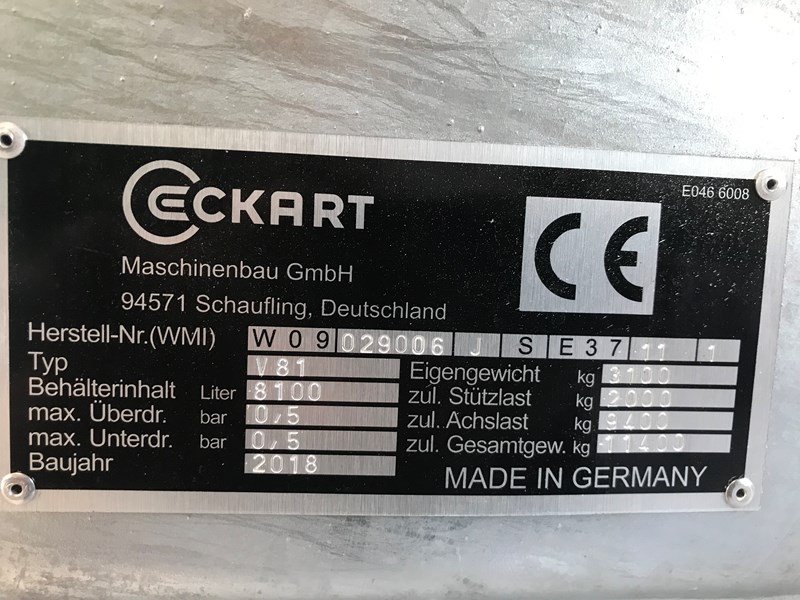 ECKART
E046 6008
CE
Maschinenbau GmbH
94571 Schaufling, Deutschland
Herstell-Nr.(WMI) W09 029006 J S E37 11 1
Typ V81 Eigengewicht kg 3100
Behälterinhalt Liter 8100 zul. Stützlast kg 2000
max. Überdr. bar 0,5 zul. Achslast kg 9400
max. Unterdr. bar 0,5 zul. Gesamtgew. kg 11400
Baujahr 2018
MADE IN GERMANY